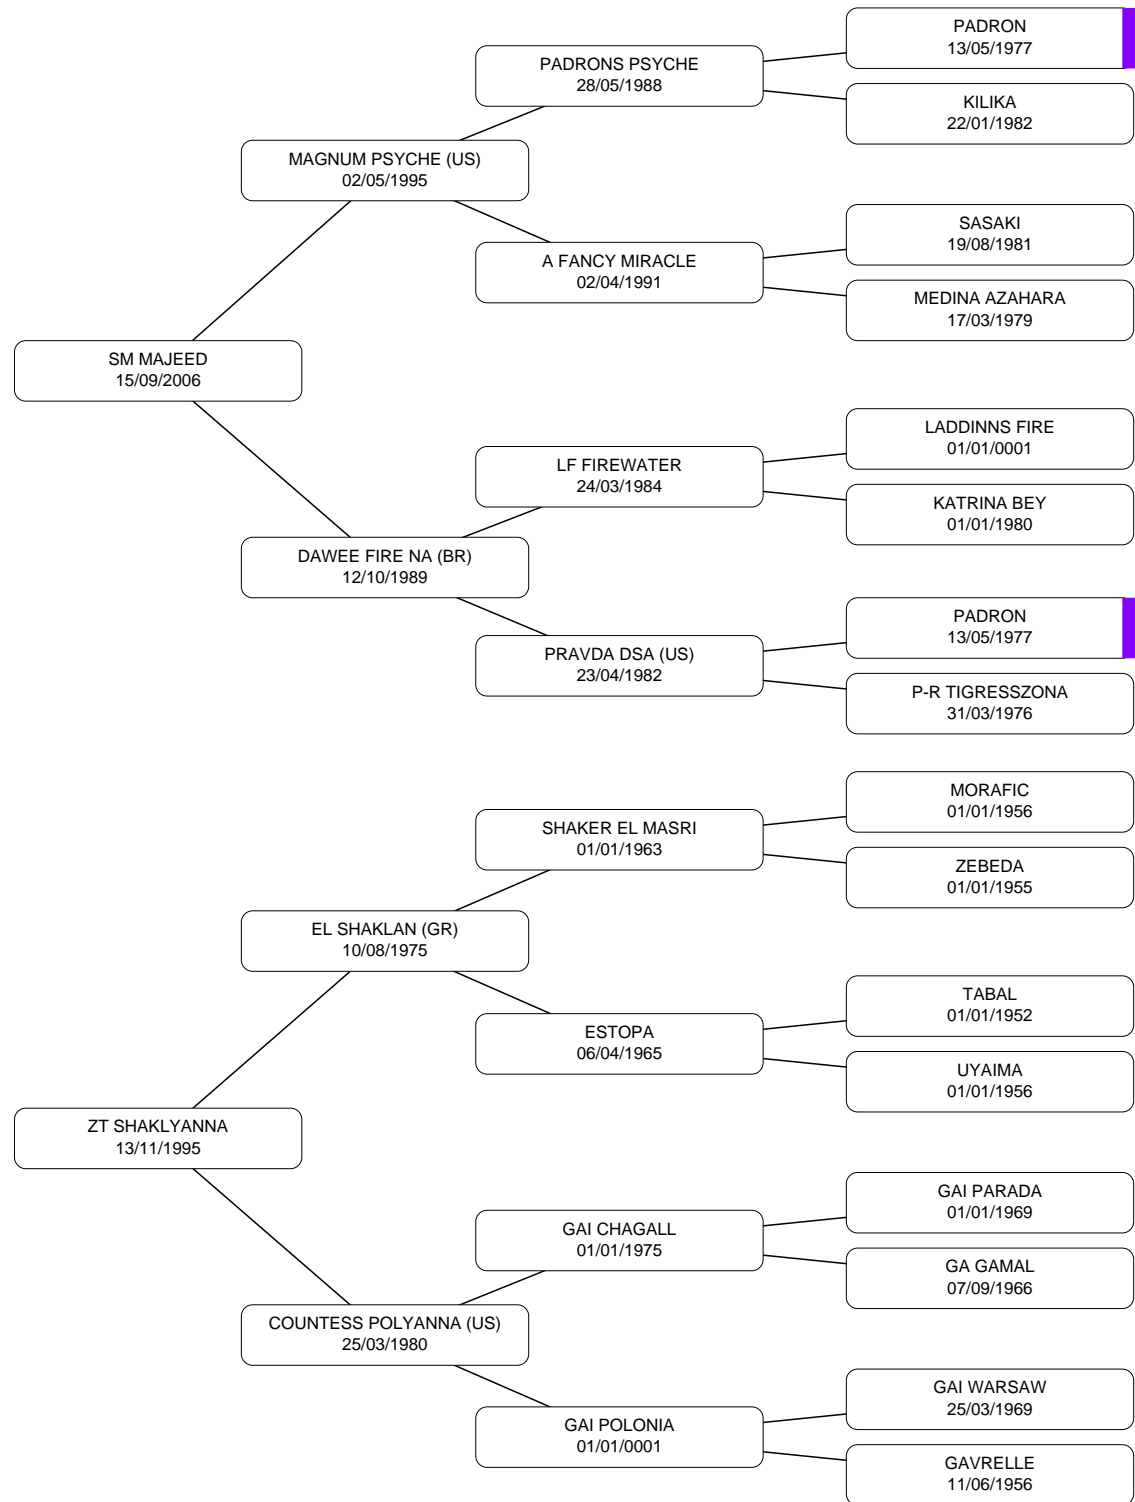 PADRON
13/05/1977
PADRONS PSYCHE
28/05/1988
KILIKA
22/01/1982
MAGNUM PSYCHE (US)
02/05/1995
SASAKI
19/08/1981
A FANCY MIRACLE
02/04/1991
MEDINA AZAHARA
17/03/1979
SM MAJEED
15/09/2006
LADDINNS FIRE
01/01/0001
LF FIREWATER
24/03/1984
KATRINA BEY
01/01/1980
DAWEE FIRE NA (BR)
12/10/1989
PADRON
13/05/1977
PRAVDA DSA (US)
23/04/1982
P-R TIGRESSZONA
31/03/1976
MORAFIC
01/01/1956
SHAKER EL MASRI
01/01/1963
ZEBEDA
01/01/1955
EL SHAKLAN (GR)
10/08/1975
TABAL
01/01/1952
ESTOPA
06/04/1965
UYAIMA
01/01/1956
ZT SHAKLYANNA
13/11/1995
GAI PARADA
01/01/1969
GAI CHAGALL
01/01/1975
GA GAMAL
07/09/1966
COUNTESS POLYANNA (US)
25/03/1980
GAI WARSAW
25/03/1969
GAI POLONIA
01/01/0001
GAVRELLE
11/06/1956